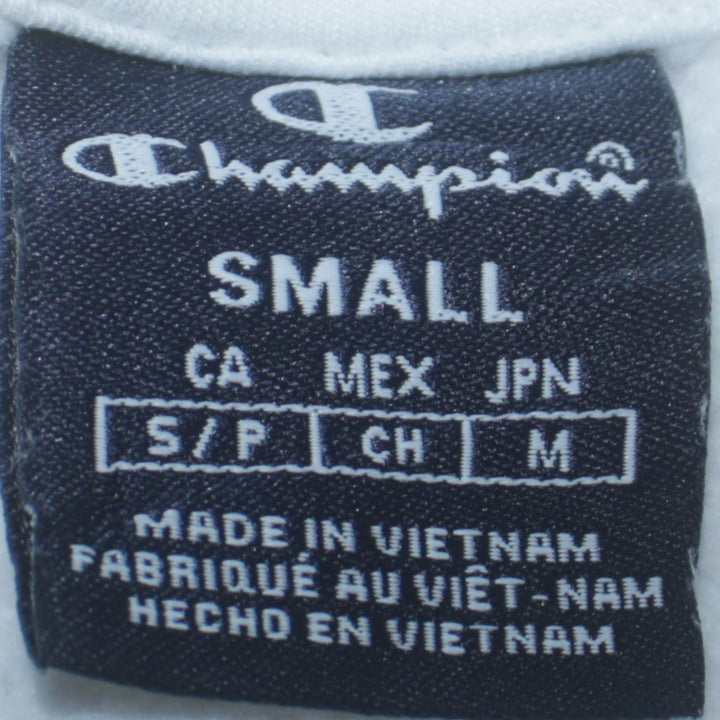 Champion
SMALL
CA MEX JPN
S/P CH M
MADE IN VIETNAM
FABRIQUÉ AU VIÊT-NAM
HECHO EN VIETNAM